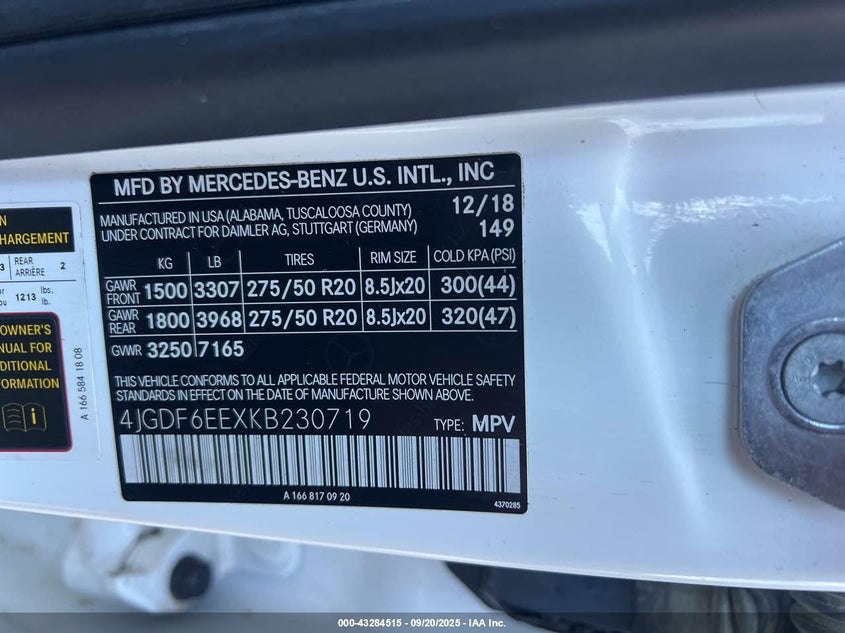 MFD BY MERCEDES-BENZ U.S. INTL., INC
MANUFACTURED IN USA (ALABAMA, TUSCALOOSA COUNTY) 12/18
UNDER CONTRACT FOR DAIMLER AG, STUTTGART (GERMANY) 149
KG LB TIRES RIM SIZE COLD KPA (PSI)
GAWR FRONT 1500 3307 275/50 R20 8.5Jx20 300(44)
GAWR REAR 1800 3968 275/50 R20 8.5Jx20 320(47)
GVWR 3250 7165
THIS VEHICLE CONFORMS TO ALL APPLICABLE FEDERAL MOTOR VEHICLE SAFETY
STANDARDS IN EFFECT ON THE DATE OF MANUFACTURE SHOWN ABOVE.
4JGDF6EEXKB230719 TYPE: MPV
A 166 817 09 20
4370285
HARGEMENT
3 REAR ARRIÈRE 2
1213 lbs. lb.
OWNER'S
NUAL FOR
DITIONAL
FORMATION
A 166 584 18 08
000-43284515 - 09/20/2025 - IAA Inc.